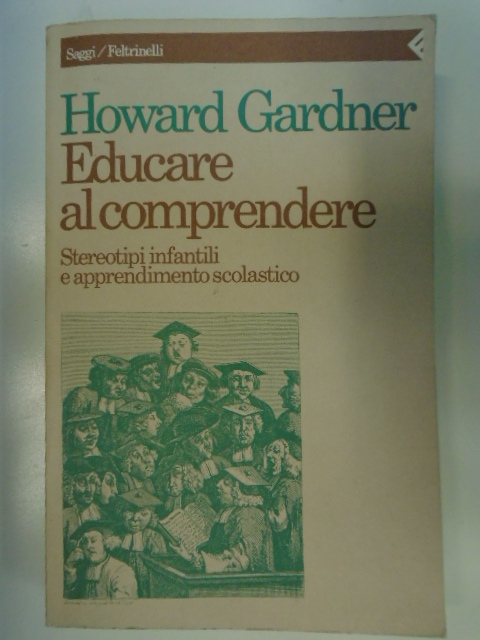 Saggi/Feltrinelli
Howard Gardner
Educare
al comprendere
Stereotipi infantili
e apprendimento scolastico